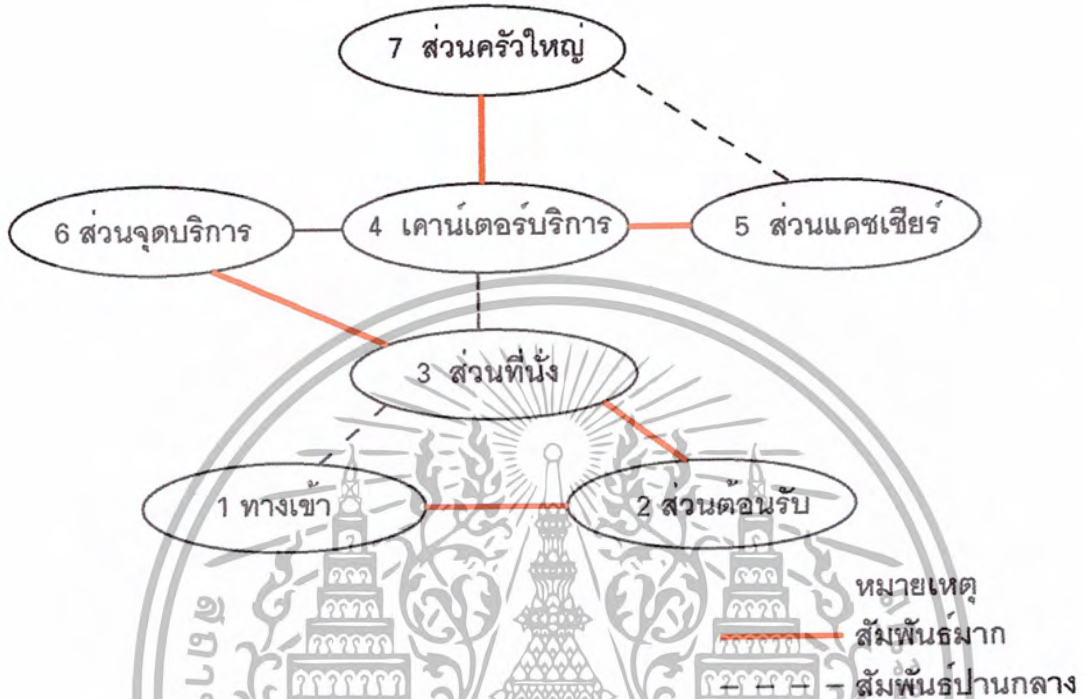 7 ส่วนครัวใหญ่
6 ส่วนจุดบริการ
4 เคาน์เตอร์บริการ
5 ส่วนแคชเชียร์
3 ส่วนที่นั่ง
1 ทางเข้า
2 ส่วนต้อนรับ
หมายเหตุ
สัมพันธ์มาก
สัมพันธ์ปานกลาง